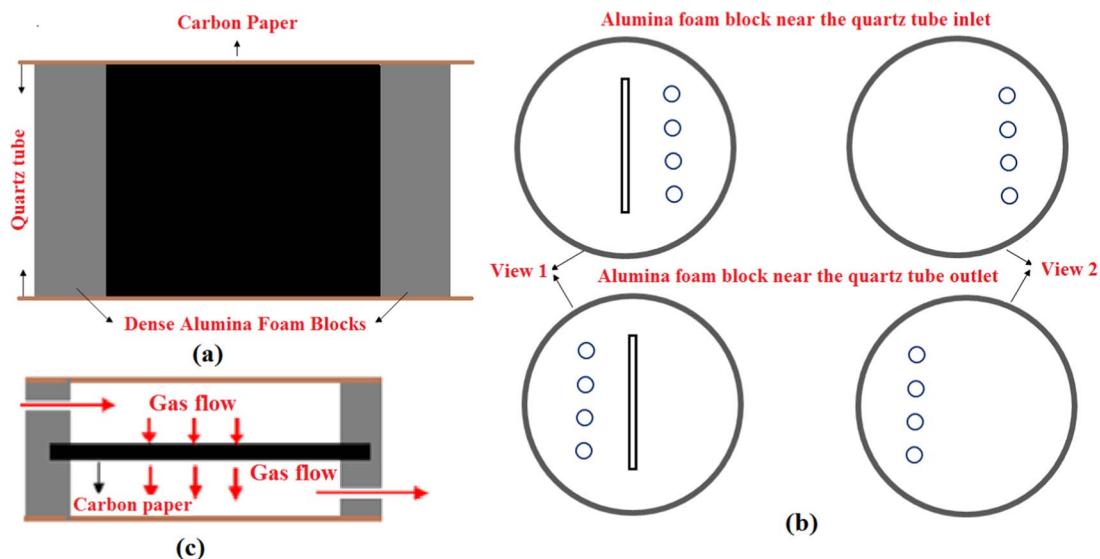 Carbon Paper
Quartz tube
Dense Alumina Foam Blocks
(a)
Alumina foam block near the quartz tube inlet
View 1
View 2
Alumina foam block near the quartz tube outlet
(b)
Gas flow
Gas flow
Carbon paper
(c)